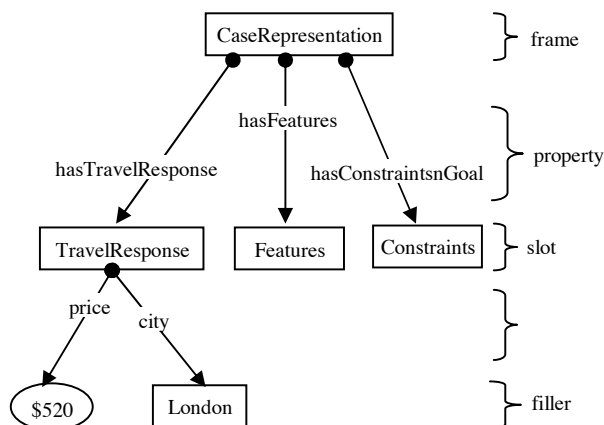 CaseRepresentation
frame
hasFeatures
property
hasTravelResponse
hasConstraintsnGoal
TravelResponse
Features
Constraints
slot
price
city
$520
London
filler